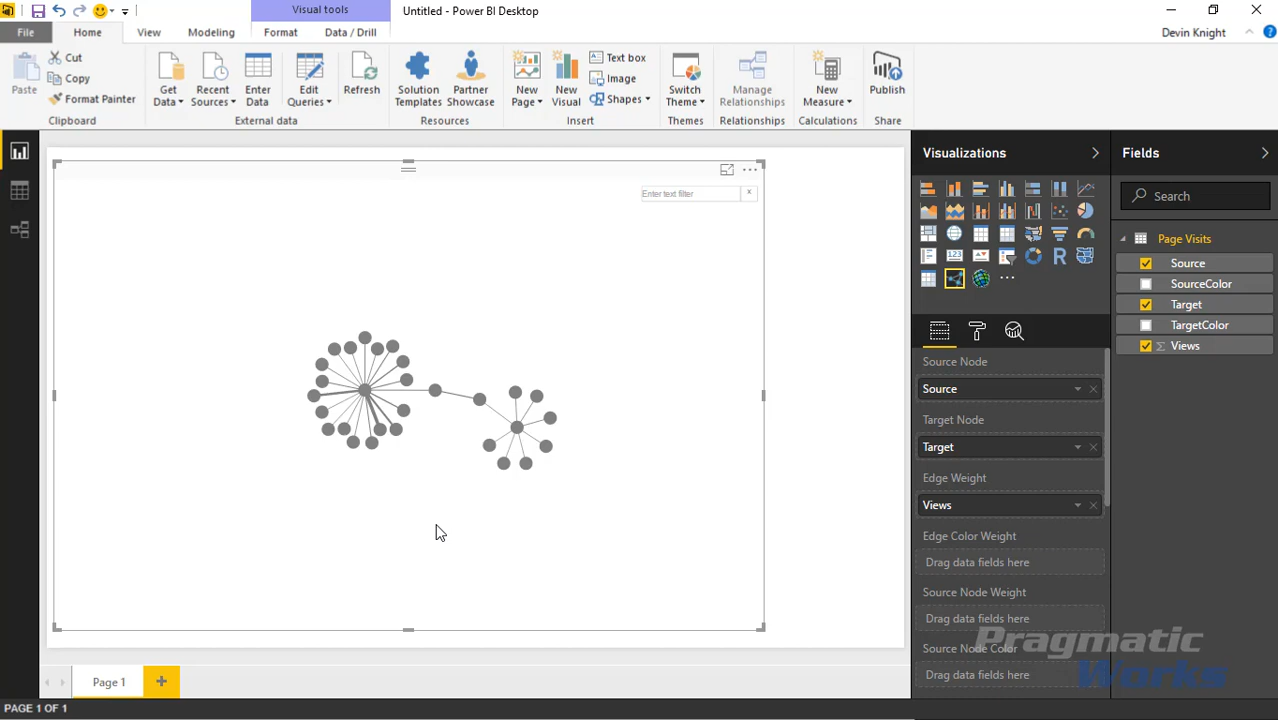 Visual tools
Untitled - Power BI Desktop
File
Home
View
Modeling
Format
Data / Drill
Devin Knight
Paste
Cut
Copy
Format Painter
Clipboard
Get Data
Recent Sources
Enter Data
Edit Queries
Refresh
External data
Solution Templates
Partner Showcase
Resources
New Page
New Visual
Text box
Image
Shapes
Insert
Switch Theme
Themes
Manage Relationships
Relationships
New Measure
Calculations
Publish
Share
Enter text filter
x
Visualizations
123
R
Source Node
Source
Target Node
Target
Edge Weight
Views
Edge Color Weight
Drag data fields here
Source Node Weight
Drag data fields here
Source Node Color
Drag data fields here
Fields
Search
Page Visits
Source
SourceColor
Target
TargetColor
Σ Views
Pragmatic
Works
Page 1
PAGE 1 OF 1